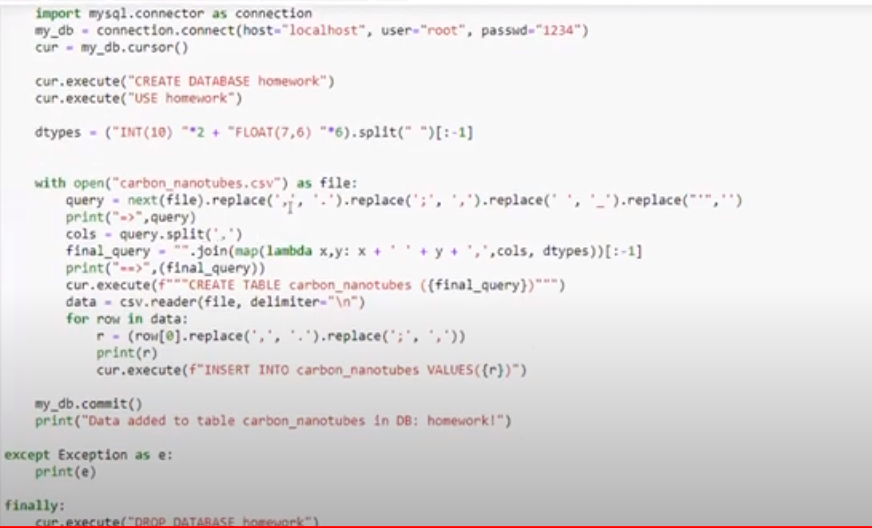 import mysql.connector as connection
my_db = connection.connect(host="localhost", user="root", passwd="1234")
cur = my_db.cursor()
cur.execute("CREATE DATABASE homework")
cur.execute("USE homework")
dtypes = ("INT(10) "*2 + "FLOAT(7,6) "*6).split(" ")[:-1]
with open("carbon_nanotubes.csv") as file:
query = next(file).replace(',', '.').replace(';', ',').replace(' ', '_').replace("'",'')
print("=>",query)
cols = query.split(',')
final_query = "".join(map(lambda x,y: x + ' ' + y + ',',cols, dtypes))[:-1]
print("==>",(final_query))
cur.execute(f"""CREATE TABLE carbon_nanotubes ({final_query})""")
data = csv.reader(file, delimiter="\n")
for row in data:
r = (row[0].replace(',', '.').replace(';', ','))
print(r)
cur.execute(f"INSERT INTO carbon_nanotubes VALUES({r})")
my_db.commit()
print("Data added to table carbon_nanotubes in DB: homework!")
except Exception as e:
print(e)
finally:
cur.execute("DROP DATABASE homework")